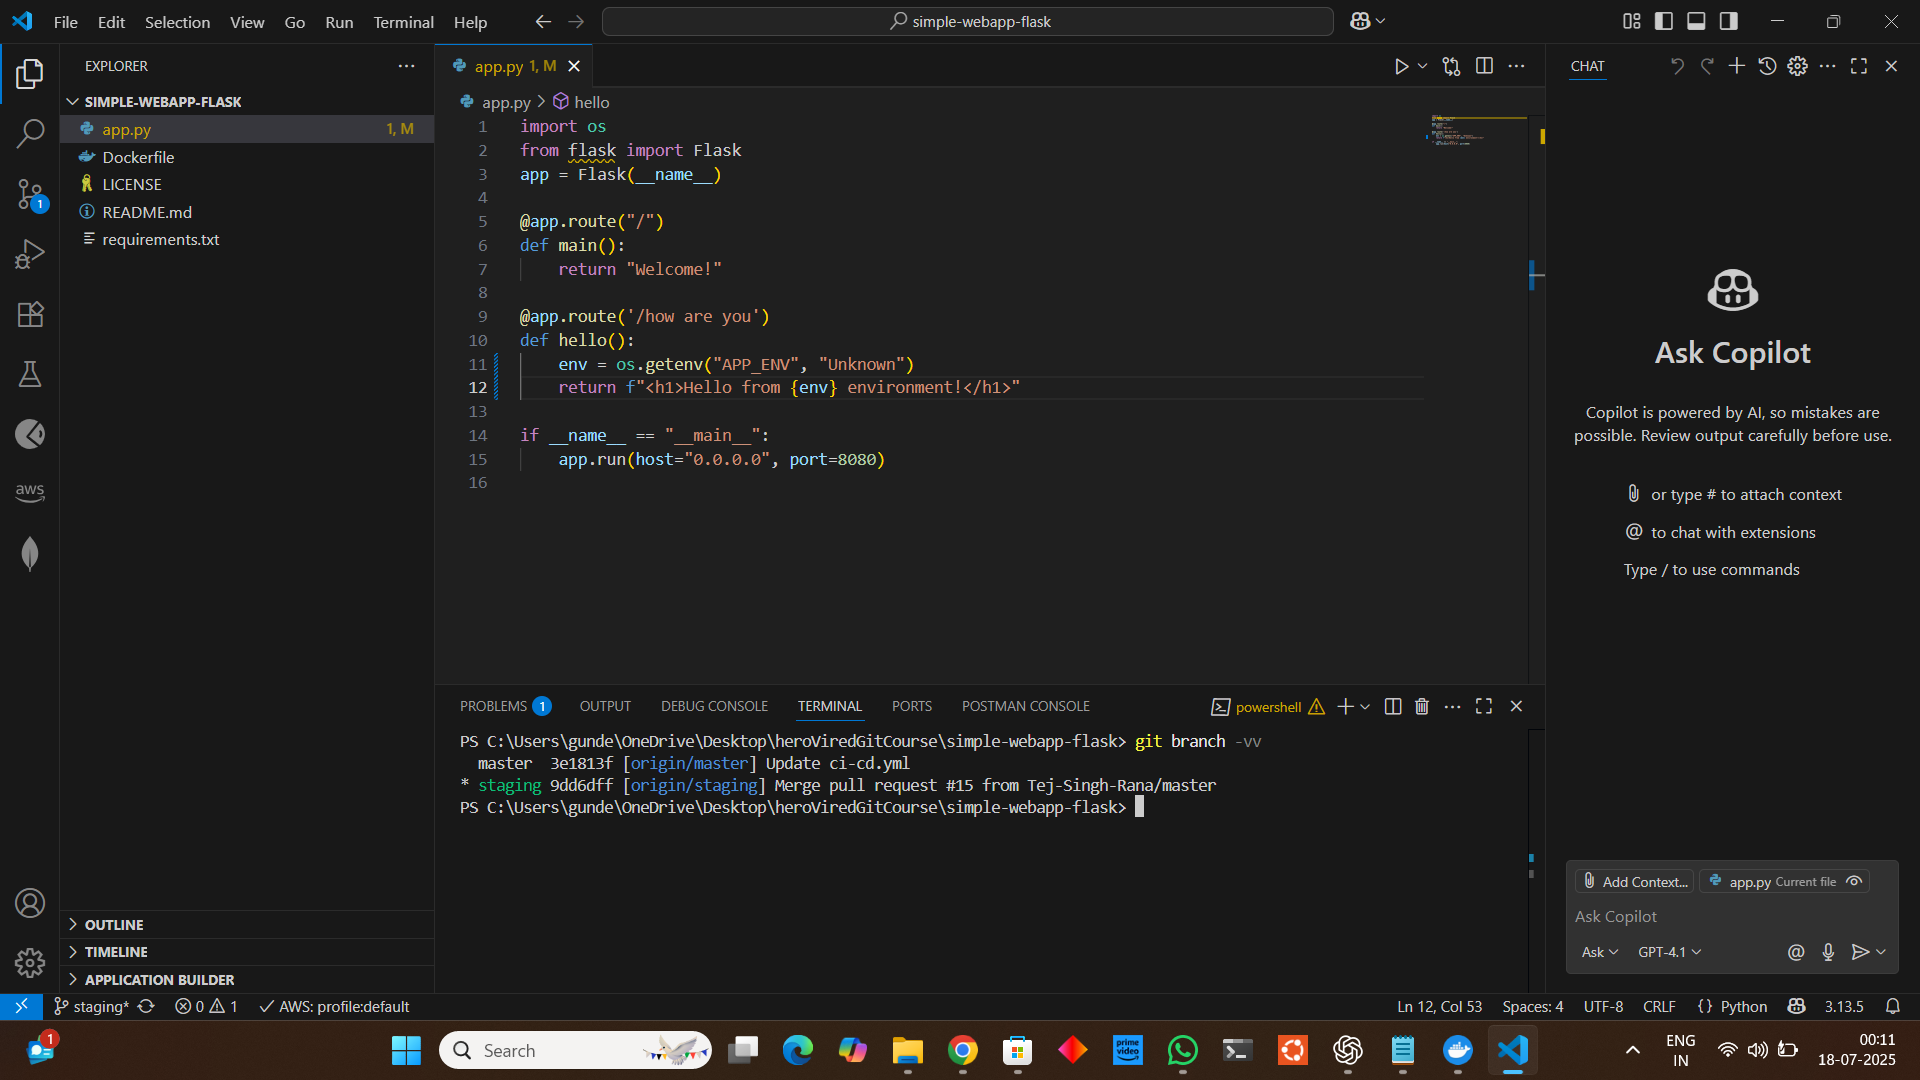 File Edit Selection View Go Run Terminal Help
simple-webapp-flask
EXPLORER
SIMPLE-WEBAPP-FLASK
app.py 1, M
Dockerfile
LICENSE
README.md
requirements.txt
1
aws
OUTLINE
TIMELINE
APPLICATION BUILDER
app.py 1, M
app.py hello
1 import os
2 from flask import Flask
3 app = Flask(__name__)
4
5 @app.route("/")
6 def main():
7 return "Welcome!"
8
9 @app.route('/how are you')
10 def hello():
11 env = os.getenv("APP_ENV", "Unknown")
12 return f"<h1>Hello from {env} environment!</h1>"
13
14 if __name__ == "__main__":
15 app.run(host="0.0.0.0", port=8080)
16
PROBLEMS 1 OUTPUT DEBUG CONSOLE TERMINAL PORTS POSTMAN CONSOLE
powershell
PS C:\Users\gunde\OneDrive\Desktop\heroViredGitCourse\simple-webapp-flask> git branch -vv
master 3e1813f [origin/master] Update ci-cd.yml
* staging 9dd6dff [origin/staging] Merge pull request #15 from Tej-Singh-Rana/master
PS C:\Users\gunde\OneDrive\Desktop\heroViredGitCourse\simple-webapp-flask>
CHAT
Ask Copilot
Copilot is powered by AI, so mistakes are
possible. Review output carefully before use.
or type # to attach context
@ to chat with extensions
Type / to use commands
Add Context... app.py Current file
Ask Copilot
Ask GPT-4.1 @
staging* 0 1 AWS: profile:default
Ln 12, Col 53 Spaces: 4 UTF-8 CRLF {} Python 3.13.5
1
Search
prime
video
ENG
IN
00:11
18-07-2025